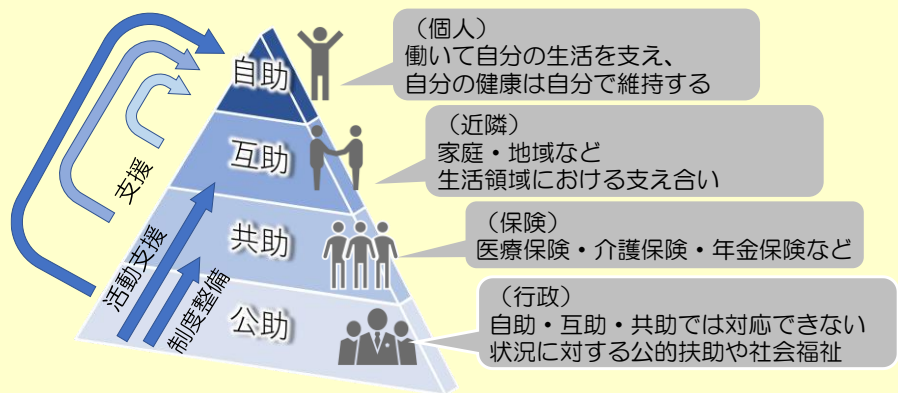 自助
（個人）
働いて自分の生活を支え、
自分の健康は自分で維持する
互助
（近隣）
家庭・地域など
生活領域における支え合い
共助
（保険）
医療保険・介護保険・年金保険など
公助
（行政）
自助・互助・共助では対応できない
状況に対する公的扶助や社会福祉
支援
活動支援
制度整備